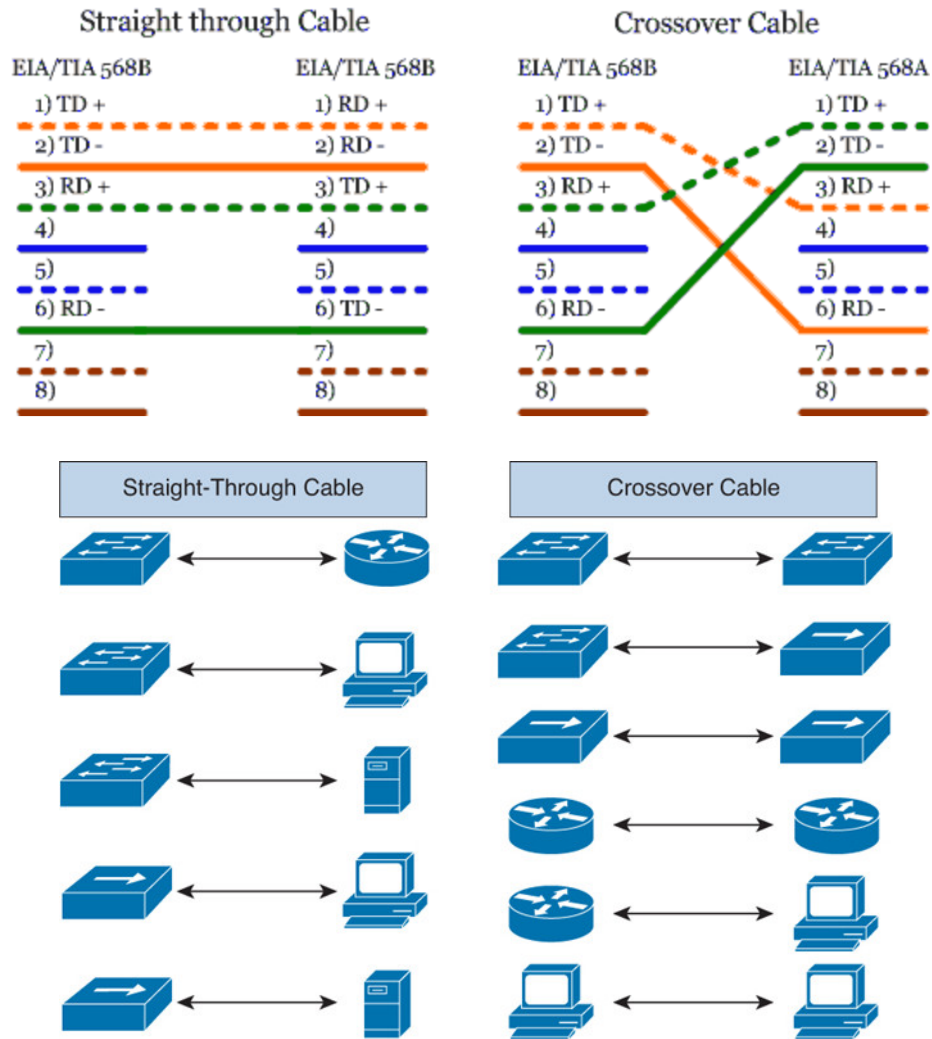 Straight through Cable
EIA/TIA 568B
EIA/TIA 568B
1) TD +
1) RD +
2) TD -
2) RD -
3) RD +
3) TD +
4)
4)
5)
5)
6) RD -
6) TD -
7)
7)
8)
8)
Crossover Cable
EIA/TIA 568B
EIA/TIA 568A
1) TD +
1) TD +
2) TD -
2) TD -
3) RD +
3) RD +
4)
4)
5)
5)
6) RD -
6) RD -
7)
7)
8)
8)
Straight-Through Cable
Crossover Cable